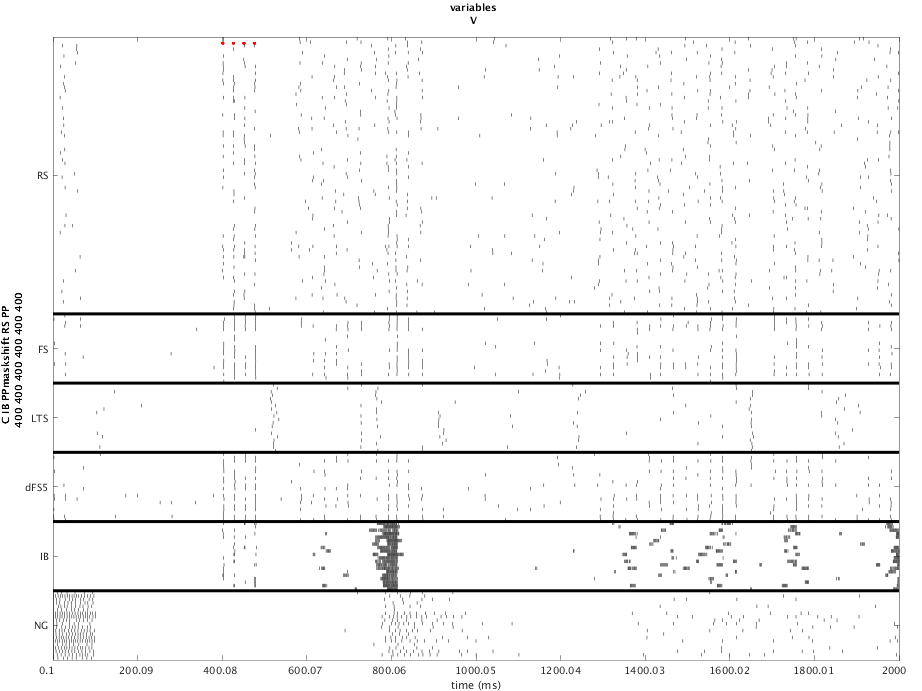 variables
V
RS
FS
LTS
dFS5
IB
NG
C IB PPmaskshift RS PP
400 400 400 400 400 400
0.1 200.09 400.08 600.07 800.06 1000.05 1200.04 1400.03 1600.02 1800.01 2000
time (ms)